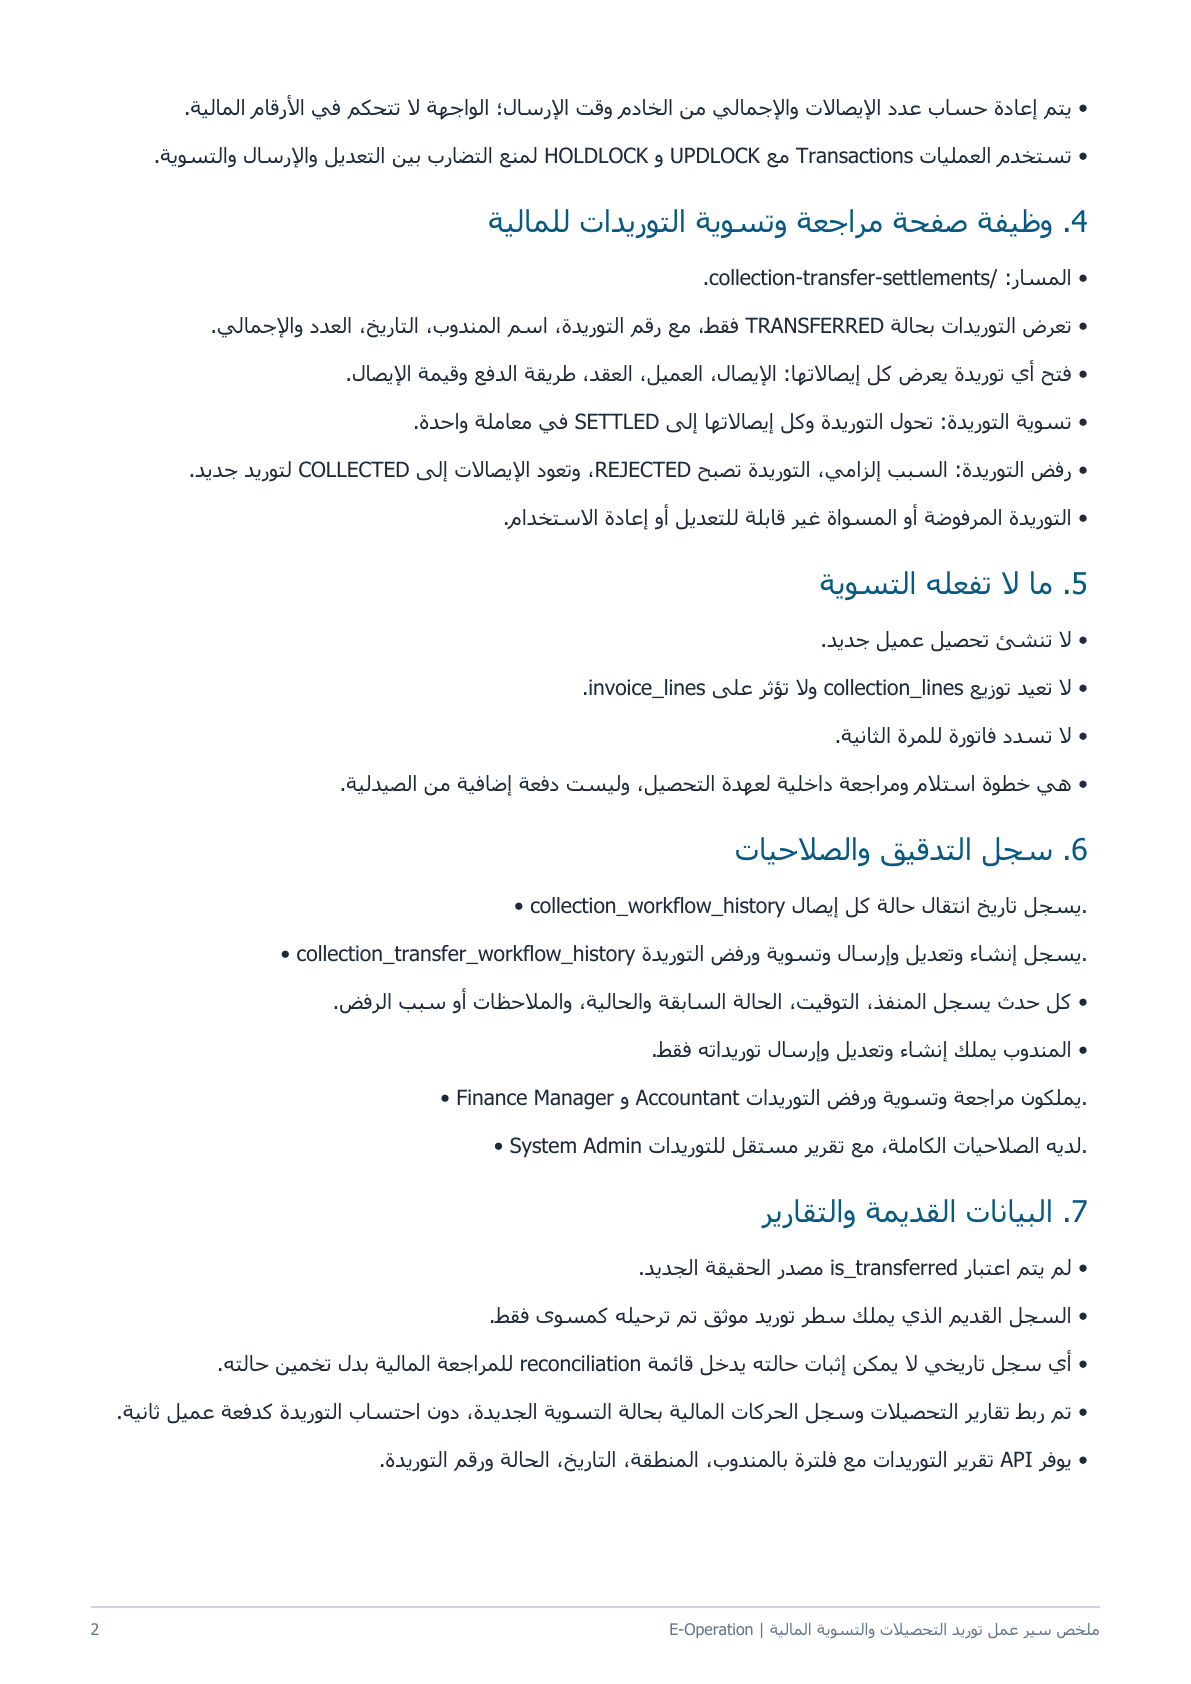 • يتم إعادة حساب عدد الإيصالات والإجمالي من الخادم وقت الإرسال؛ الواجهة لا تتحكم في الأرقام المالية.
• تستخدم العمليات Transactions مع UPDLOCK و HOLDLOCK لمنع التضارب بين التعديل والإرسال والتسوية.
4. وظيفة صفحة مراجعة وتسوية التوريدات للمالية
• المسار: /collection-transfer-settlements.
• تعرض التوريدات بحالة TRANSFERRED فقط، مع رقم التوريدة، اسم المندوب، التاريخ، العدد والإجمالي.
• فتح أي توريدة يعرض كل إيصالاتها: الإيصال، العميل، العقد، طريقة الدفع وقيمة الإيصال.
• تسوية التوريدة: تحول التوريدة وكل إيصالاتها إلى SETTLED في معاملة واحدة.
• رفض التوريدة: السبب إلزامي، التوريدة تصبح REJECTED، وتعود الإيصالات إلى COLLECTED لتوريد جديد.
• التوريدة المرفوضة أو المسواة غير قابلة للتعديل أو إعادة الاستخدام.
5. ما لا تفعله التسوية
• لا تنشئ تحصيل عميل جديد.
• لا تعيد توزيع collection_lines ولا تؤثر على invoice_lines.
• لا تسدد فاتورة للمرة الثانية.
• هي خطوة استلام ومراجعة داخلية لعهدة التحصيل، وليست دفعة إضافية من الصيدلية.
6. سجل التدقيق والصلاحيات
• collection_workflow_history يسجل تاريخ انتقال حالة كل إيصال.
• collection_transfer_workflow_history يسجل إنشاء وتعديل وإرسال وتسوية ورفض التوريدة.
• كل حدث يسجل المنفذ، التوقيت، الحالة السابقة والحالية، والملاحظات أو سبب الرفض.
• المندوب يملك إنشاء وتعديل وإرسال توريداته فقط.
• Finance Manager و Accountant يملكون مراجعة وتسوية ورفض التوريدات.
• System Admin لديه الصلاحيات الكاملة، مع تقرير مستقل للتوريدات.
7. البيانات القديمة والتقارير
• لم يتم اعتبار is_transferred مصدر الحقيقة الجديد.
• السجل القديم الذي يملك سطر توريد موثق تم ترحيله كمسوى فقط.
• أي سجل تاريخي لا يمكن إثبات حالته يدخل قائمة reconciliation للمراجعة المالية بدل تخمين حالته.
• تم ربط تقارير التحصيلات وسجل الحركات المالية بحالة التسوية الجديدة، دون احتساب التوريدة كدفعة عميل ثانية.
• يوفر API تقرير التوريدات مع فلترة بالمندوب، المنطقة، التاريخ، الحالة ورقم التوريدة.
ملخص سير عمل توريد التحصيلات والتسوية المالية | E-Operation
2